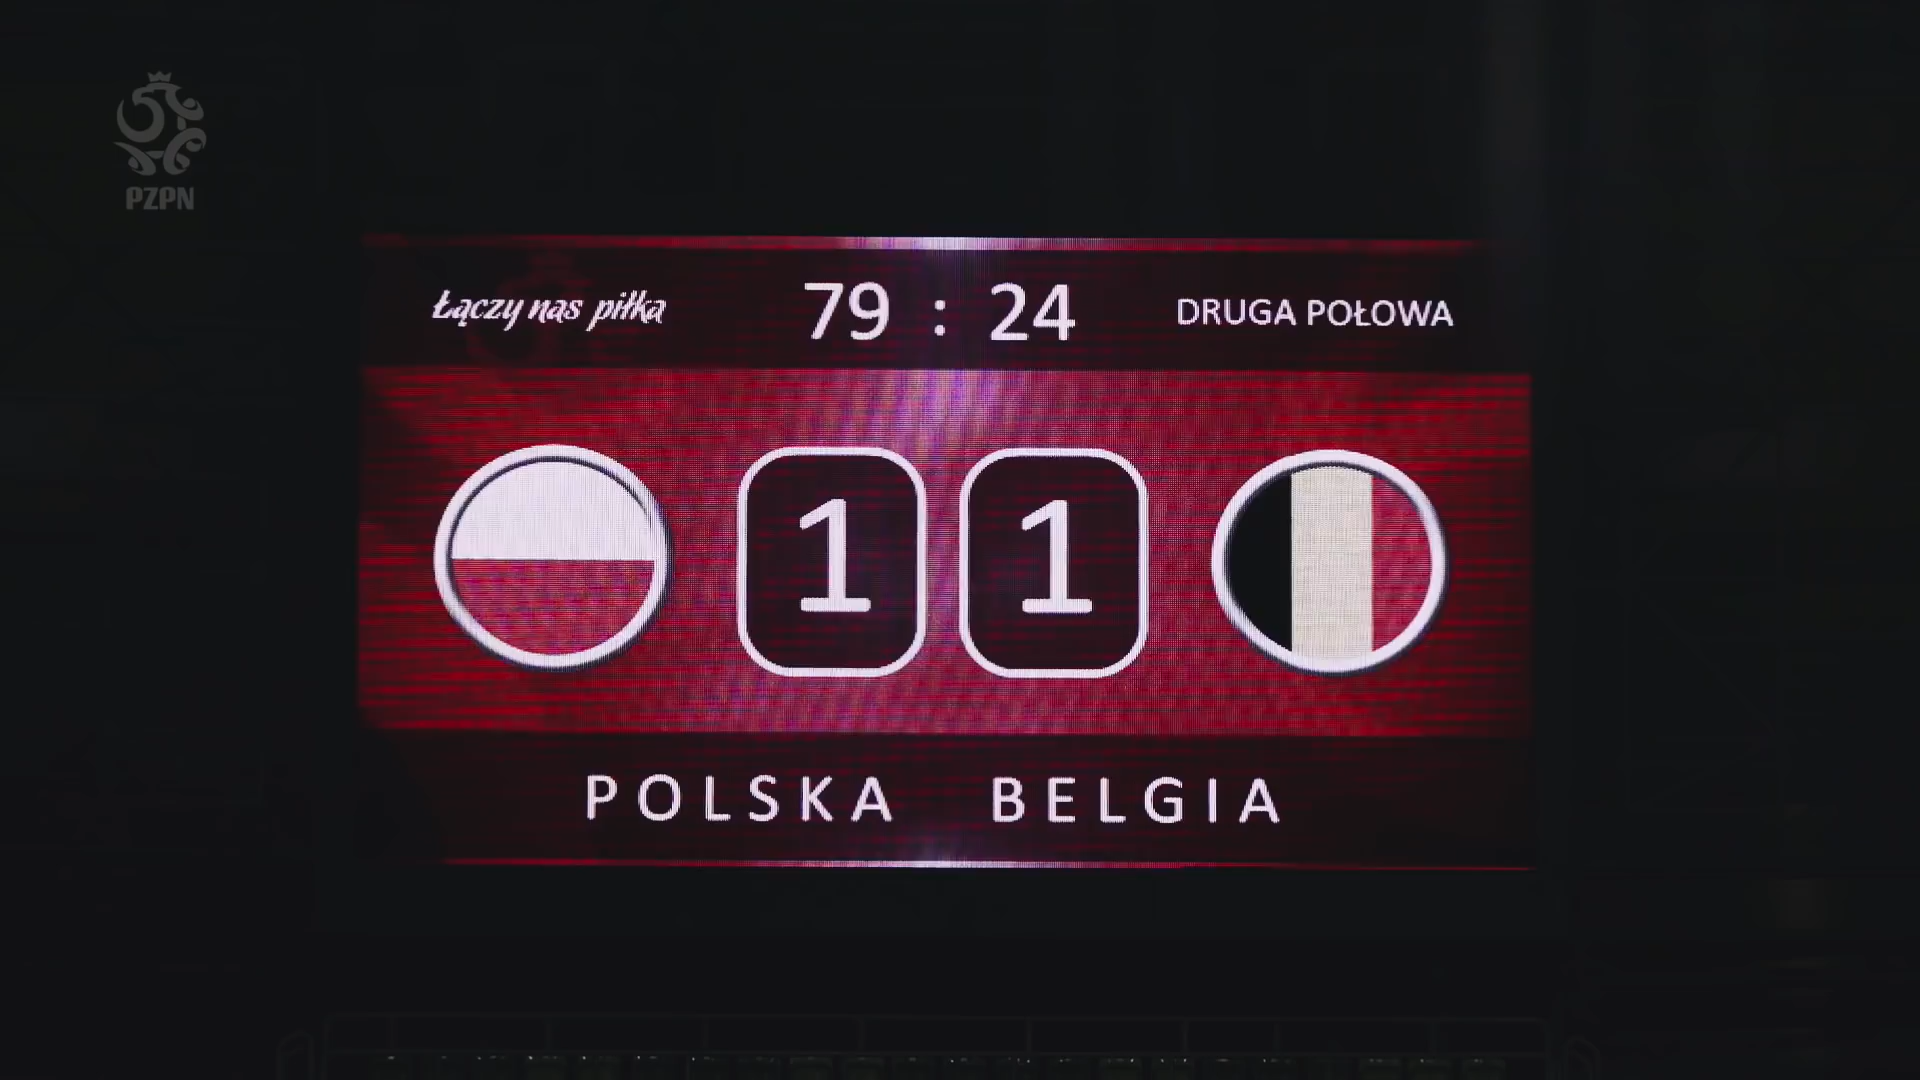 PZPN
Łączy nas piłka
79 : 24
DRUGA POŁOWA
1 1
POLSKA BELGIA